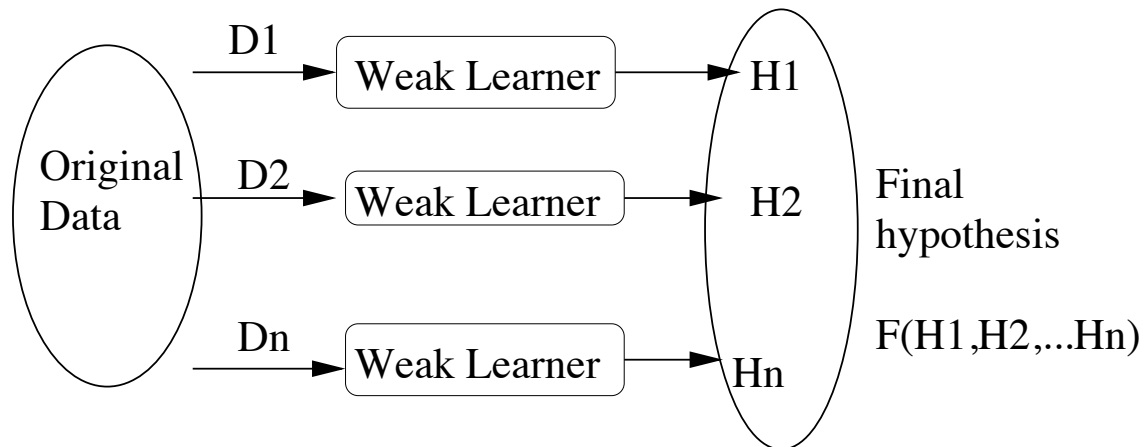 D1
Weak Learner
H1
Original
Data
D2
Weak Learner
H2
Final
hypothesis
Dn
Weak Learner
Hn
F(H1,H2,...Hn)